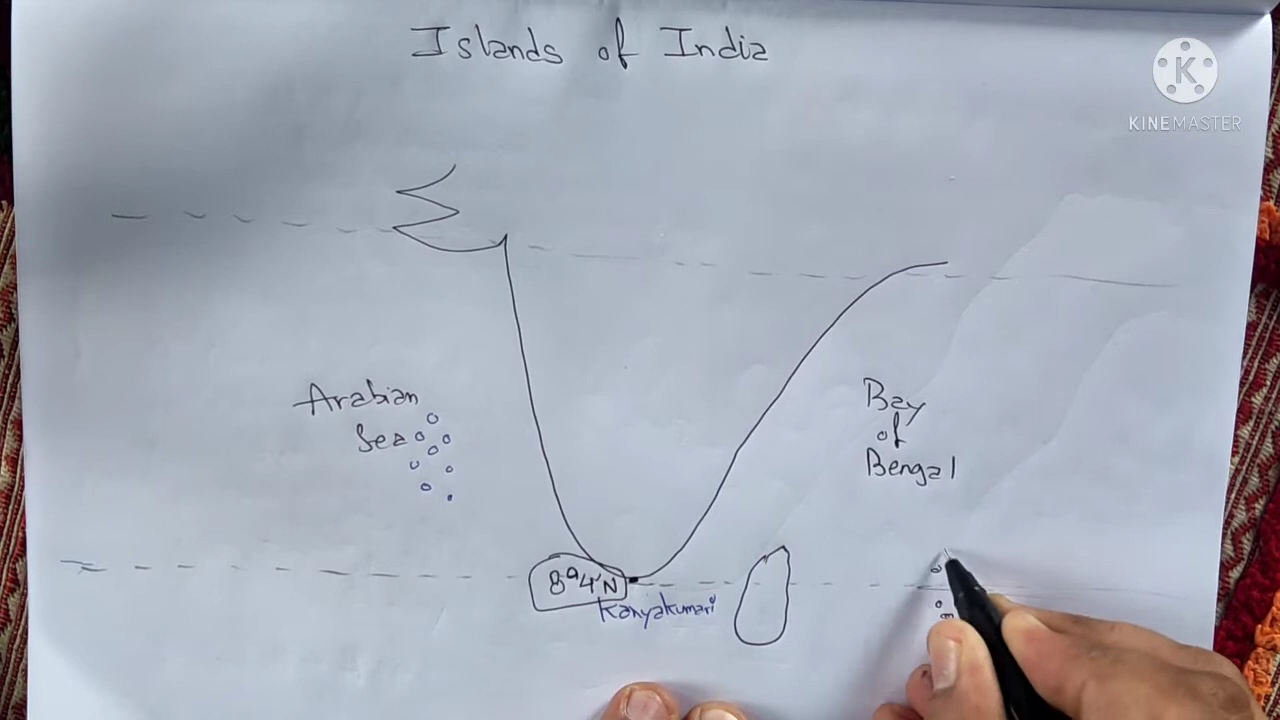 Islands of India
KINEMASTER
Arabian
Sea
Bay
of
Bengal
8°4'N
Kanyakumari